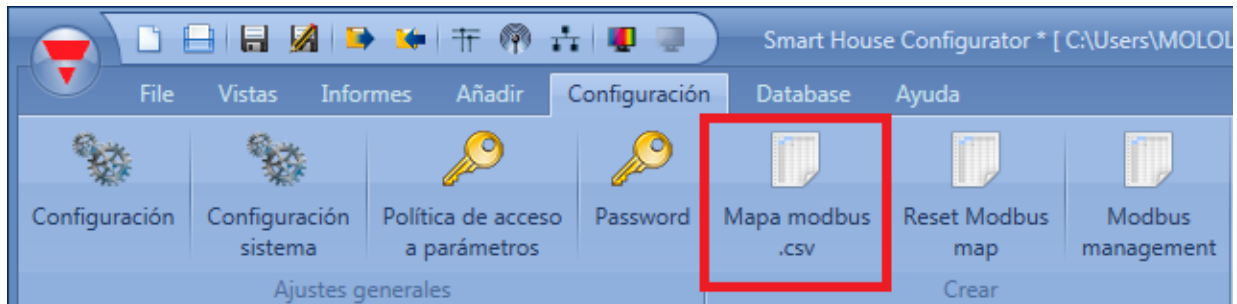 Smart House Configurator * [ C:\Users\MOLOL
File Vistas Informes Añadir Configuración Database Ayuda
Configuración
Configuración
sistema
Política de acceso
a parámetros
Password
Mapa modbus
.csv
Reset Modbus
map
Modbus
management
Ajustes generales
Crear